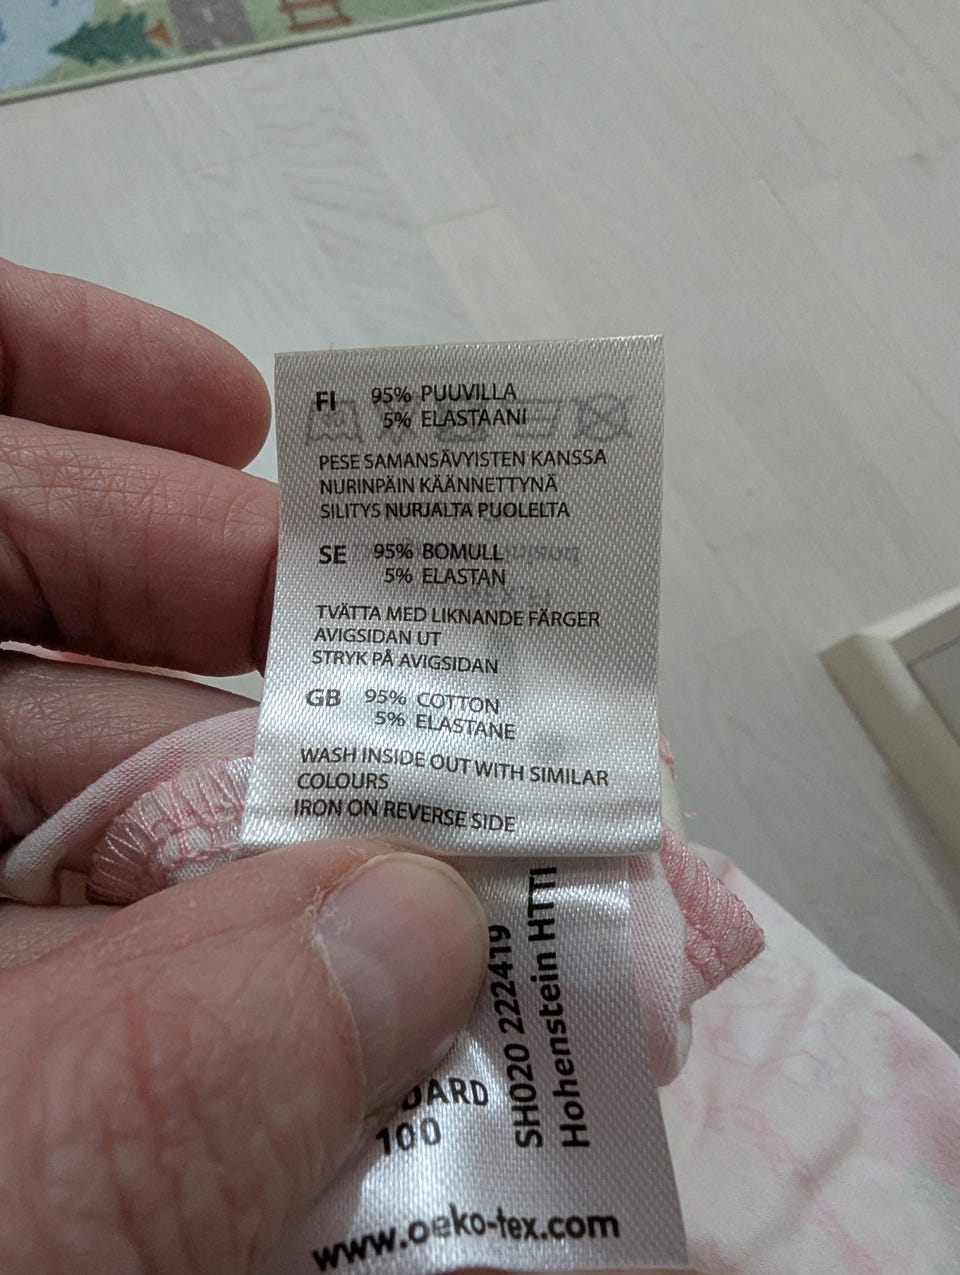 FI 95% PUUVILLA
5% ELASTAANI
PESE SAMANSÄVYISTEN KANSSA
NURINPÄIN KÄÄNNETTYNÄ
SILITYS NURJALTA PUOLELTA
SE 95% BOMULL
5% ELASTAN
TVÄTTA MED LIKNANDE FÄRGER
AVIGSIDAN UT
STRYK PÅ AVIGSIDAN
GB 95% COTTON
5% ELASTANE
WASH INSIDE OUT WITH SIMILAR
COLOURS
IRON ON REVERSE SIDE
SH020 222419
Hohenstein HTTI
DARD
100
www.oeko-tex.com